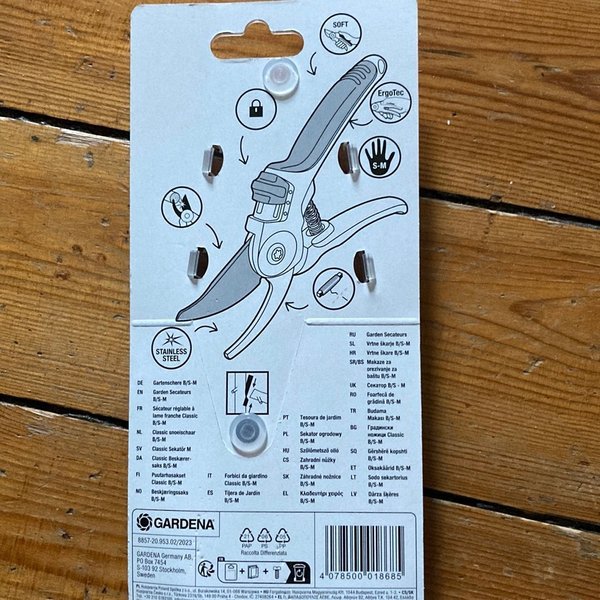 SOFT
ErgoTec
S-M
STAINLESS
STEEL
DE Gartenschere B/S-M
EN Garden Secateurs
B/S-M
FR Sécateur réglable à
lame franche Classic
B/S-M
NL Classic snoeischaar
B/S-M
SV Classic Sekatör M
DA Classic Beskærer-
saks B/S-M
FI Puutarhasakset
Classic B/S-M
NO Beskjæringssaks
B/S-M
IT Forbici da giardino
Classic B/S-M
ES Tijera de Jardín
B/S-M
PT Tesoura de jardim
B/S-M
PL Sekator ogrodowy
B/S-M
HU Szőlőmetsző olló
CS Zahradní nůžky
B/S-M
SK Záhradné nožnice
B/S-M
EL Κλαδευτήρι χειρός
B/S-M
RU Garden Secateurs
SL Vrtne škarje B/S-M
HR Vrtne škare B/S-M
SR/BS Makaze za
orezivanje za
baštu B/S-M
UK Секатор B/S-M
RO Foarfecă de
grădină B/S-M
TR Budama
Makası B/S-M
BG Градински
ножици Classic
B/S-M
SQ Gërshërë kopshti
B/S-M
ET Oksakäärid B/S-M
LT Sodo sekatorius
B/S-M
LV Dārza šķēres
B/S-M
GARDENA
8857-20.953.02/2023
GARDENA Germany AB,
PO Box 7454
S-103 92 Stockholm,
Sweden
21
PAP
06
PS
05
PP
Raccolta Differenziata
4 078500 018685